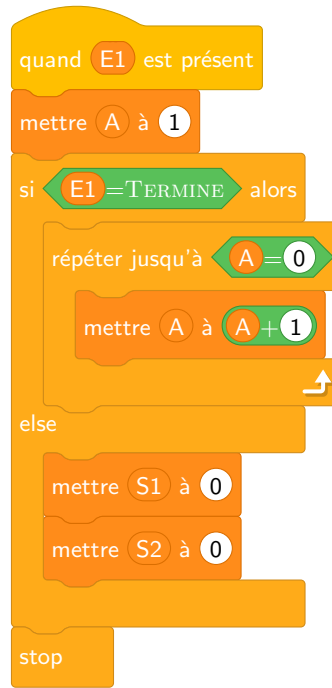 quand E1 est présent
mettre A à 1
si E1=TERMINE alors
répéter jusqu'à A=0
mettre A à A+1
else
mettre S1 à 0
mettre S2 à 0
stop